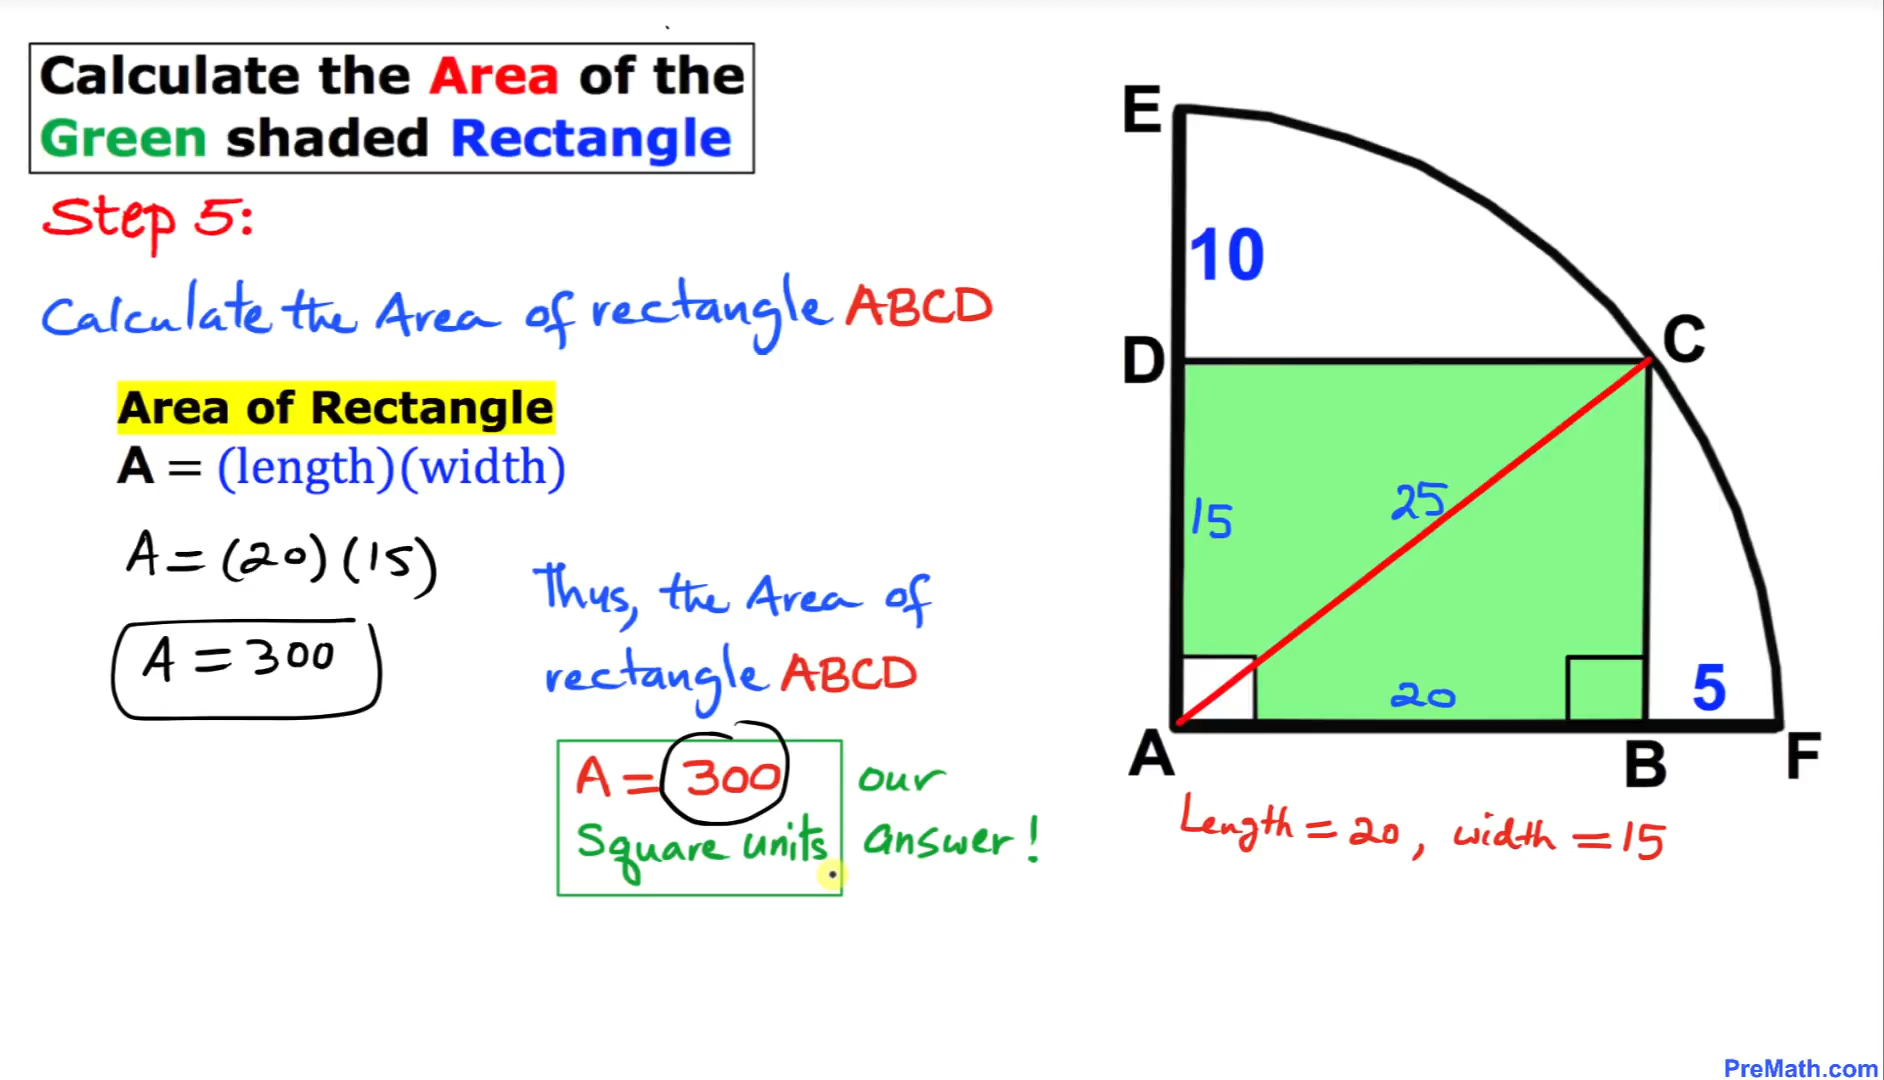 Calculate the Area of the
Green shaded Rectangle
Step 5:
Calculate the Area of rectangle ABCD
Area of Rectangle
A = (length)(width)
A = (20)(15)
A = 300
Thus, the Area of
rectangle ABCD
A = 300
Square units
our
answer!
E
10
D
C
15
25
20
5
A
B
F
Length = 20, width = 15
PreMath.com